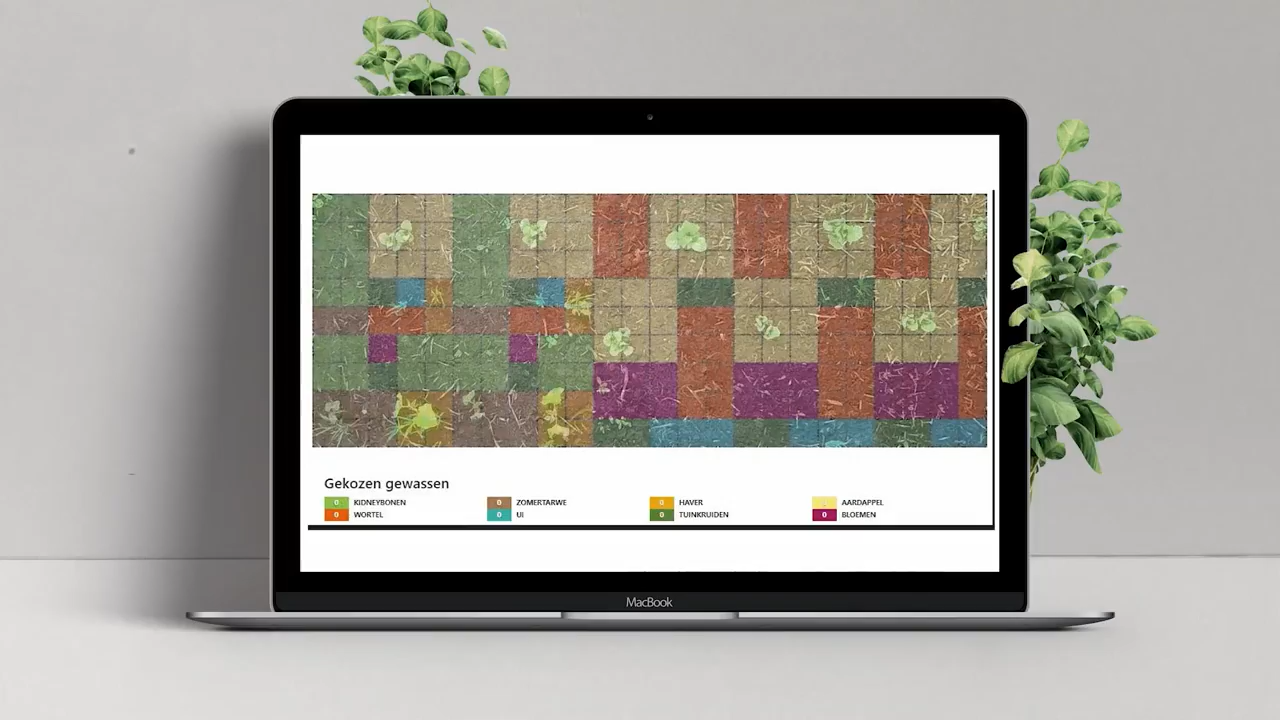 Gekozen gewassen
0 KIDNEYBONEN 0 ZOMERTARWE 0 HAVER AARDAPPEL
0 WORTEL 0 UI 0 TUINKRUIDEN 0 BLOEMEN
MacBook